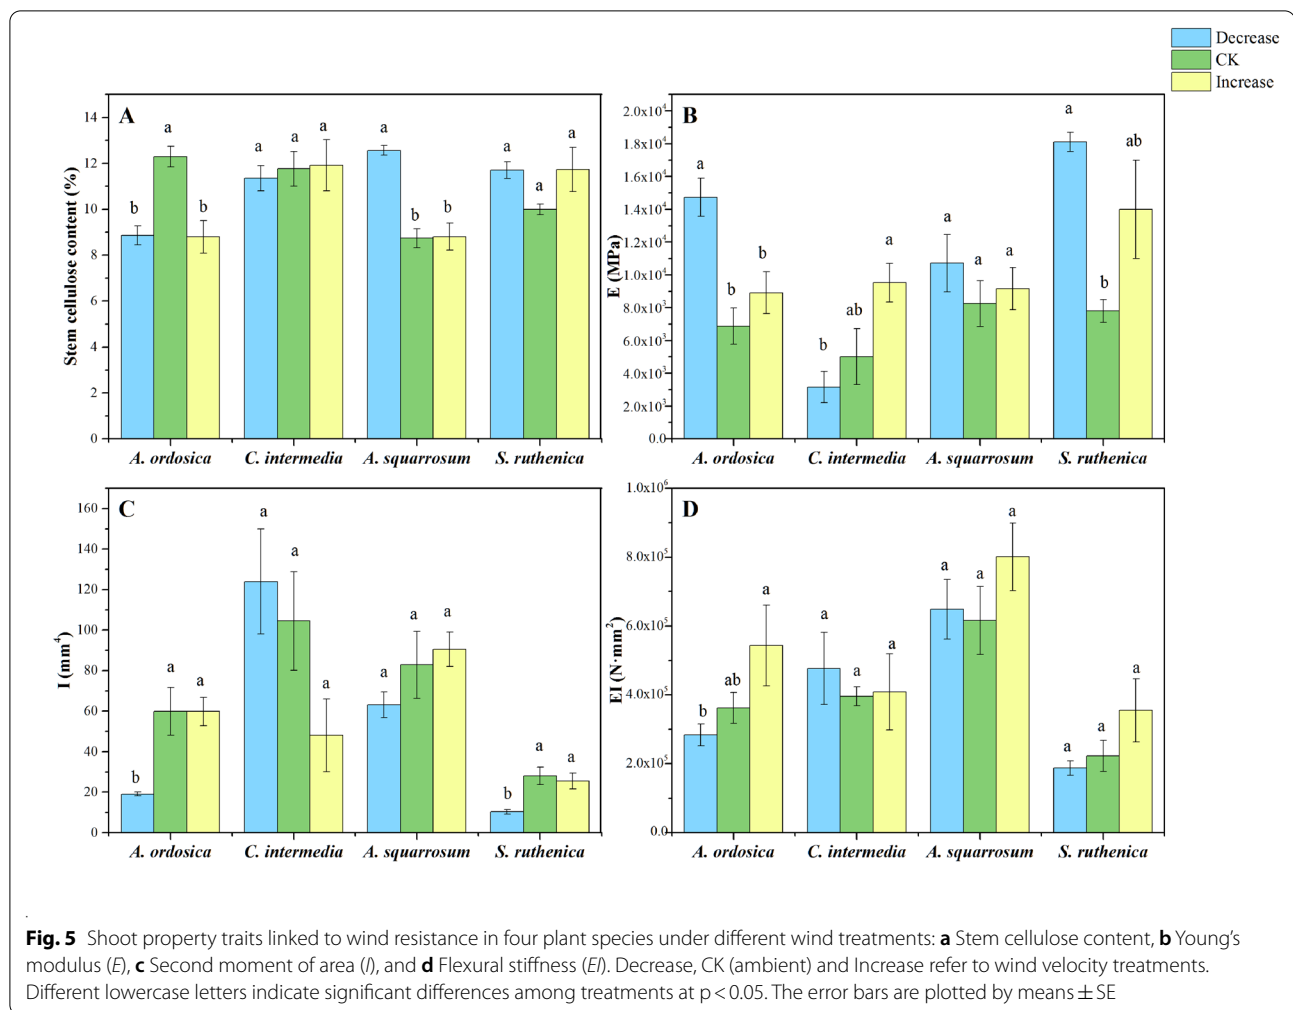 Decrease
CK
Increase
A
Stem cellulose content (%)
14
12
10
8
6
4
2
0
b a b a a a a b b a a a
A. ordosica C. intermedia A. squarrosum S. ruthenica
B
E (MPa)
2.0x10⁴
1.8x10⁴
1.6x10⁴
1.4x10⁴
1.2x10⁴
1.0x10⁴
8.0x10³
6.0x10³
4.0x10³
2.0x10³
0.0
a b b b ab a a a a a b ab
A. ordosica C. intermedia A. squarrosum S. ruthenica
C
I (mm⁴)
160
140
120
100
80
60
40
20
0
b a a a a a a a a b a a
A. ordosica C. intermedia A. squarrosum S. ruthenica
D
EI (N·mm²)
1.0x10⁶
8.0x10⁵
6.0x10⁵
4.0x10⁵
2.0x10⁵
0.0
b ab a a a a a a a a a a
A. ordosica C. intermedia A. squarrosum S. ruthenica
Fig. 5 Shoot property traits linked to wind resistance in four plant species under different wind treatments: a Stem cellulose content, b Young's
modulus (E), c Second moment of area (I), and d Flexural stiffness (EI). Decrease, CK (ambient) and Increase refer to wind velocity treatments.
Different lowercase letters indicate significant differences among treatments at p < 0.05. The error bars are plotted by means ± SE